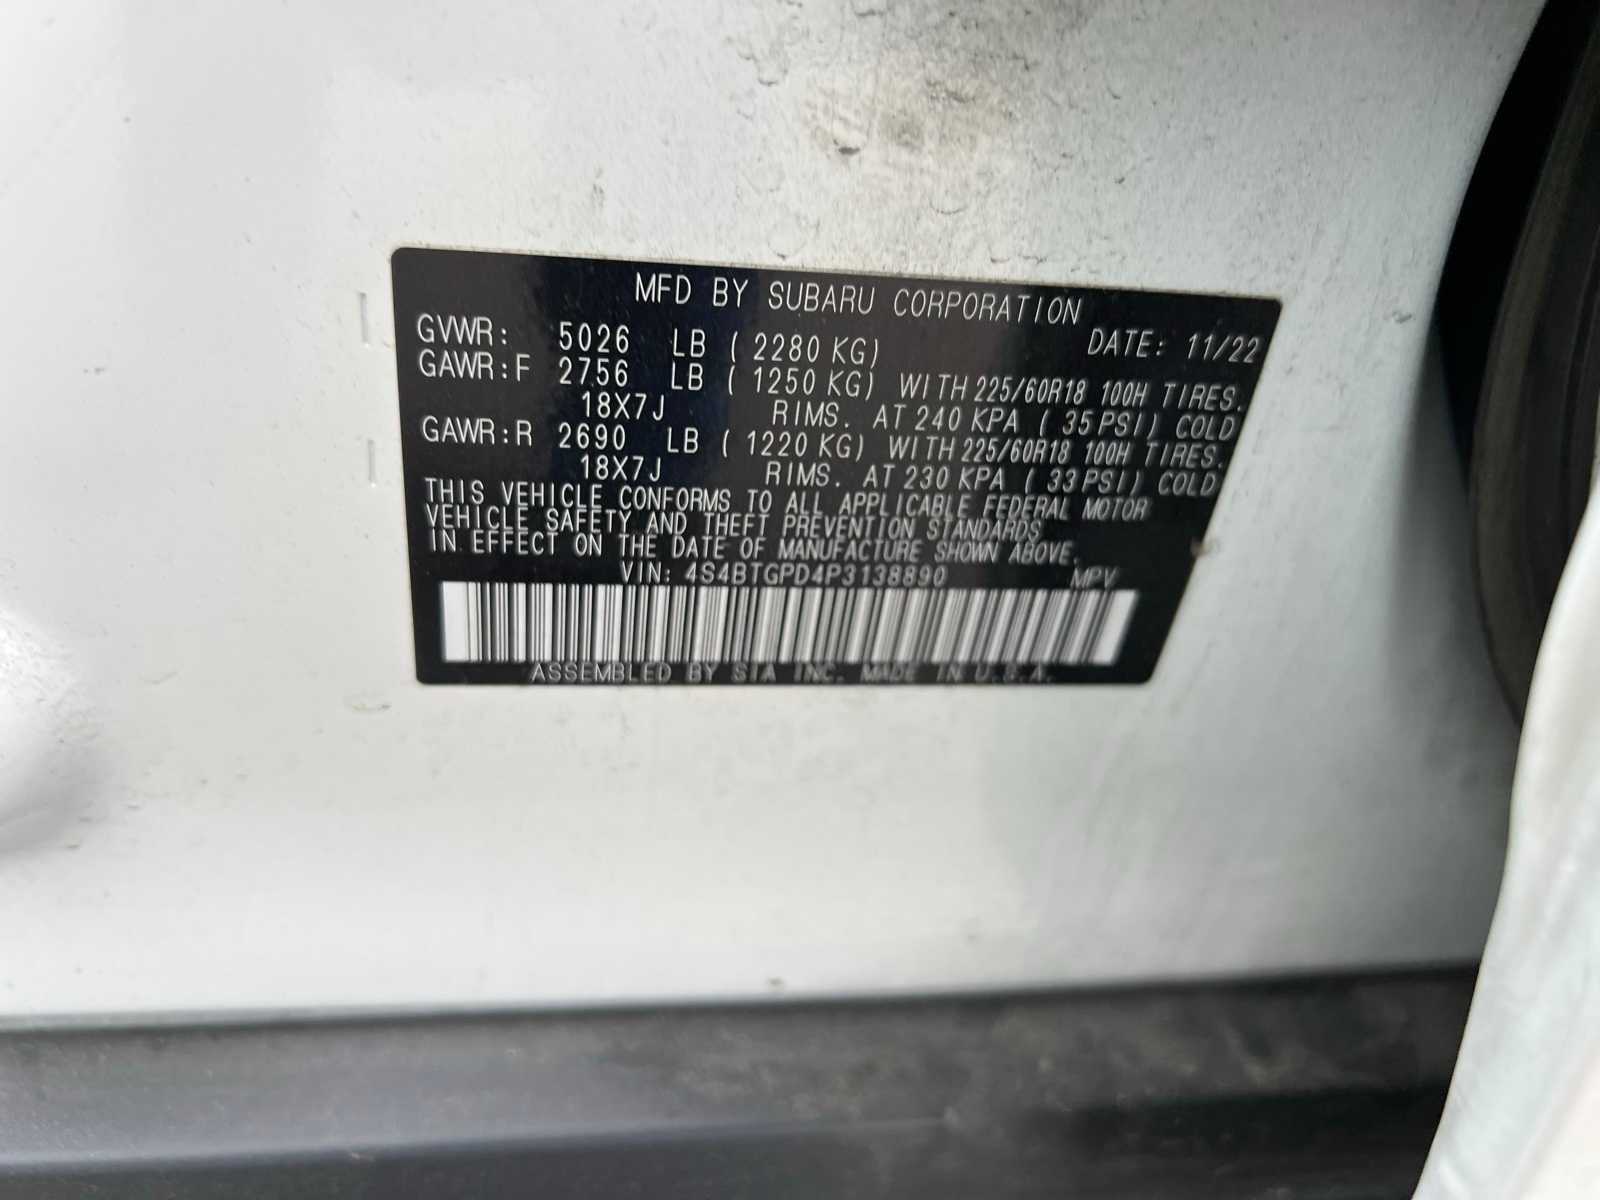 MFD BY SUBARU CORPORATION
GVWR: 5026 LB ( 2280 KG) DATE: 11/22
GAWR:F 2756 LB ( 1250 KG) WITH 225/60R18 100H TIRES.
18X7J RIMS. AT 240 KPA ( 35 PSI) COLD
GAWR:R 2690 LB ( 1220 KG) WITH 225/60R18 100H TIRES.
18X7J RIMS. AT 230 KPA ( 33 PSI) COLD
THIS VEHICLE CONFORMS TO ALL APPLICABLE FEDERAL MOTOR
VEHICLE SAFETY AND THEFT PREVENTION STANDARDS
IN EFFECT ON THE DATE OF MANUFACTURE SHOWN ABOVE.
VIN: 4S4BTGPD4P3138890 MPV
ASSEMBLED BY SIA INC. MADE IN U.S.A.